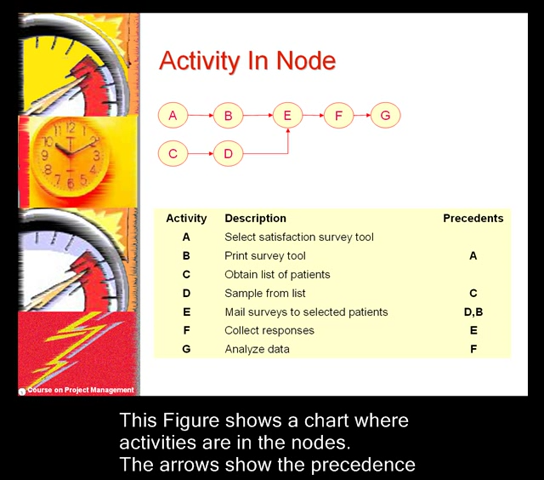 Activity In Node
A B E F G
C D
Activity Description Precedents
A Select satisfaction survey tool
B Print survey tool A
C Obtain list of patients
D Sample from list C
E Mail surveys to selected patients D,B
F Collect responses E
G Analyze data F
Course on Project Management
This Figure shows a chart where
activities are in the nodes.
The arrows show the precedence